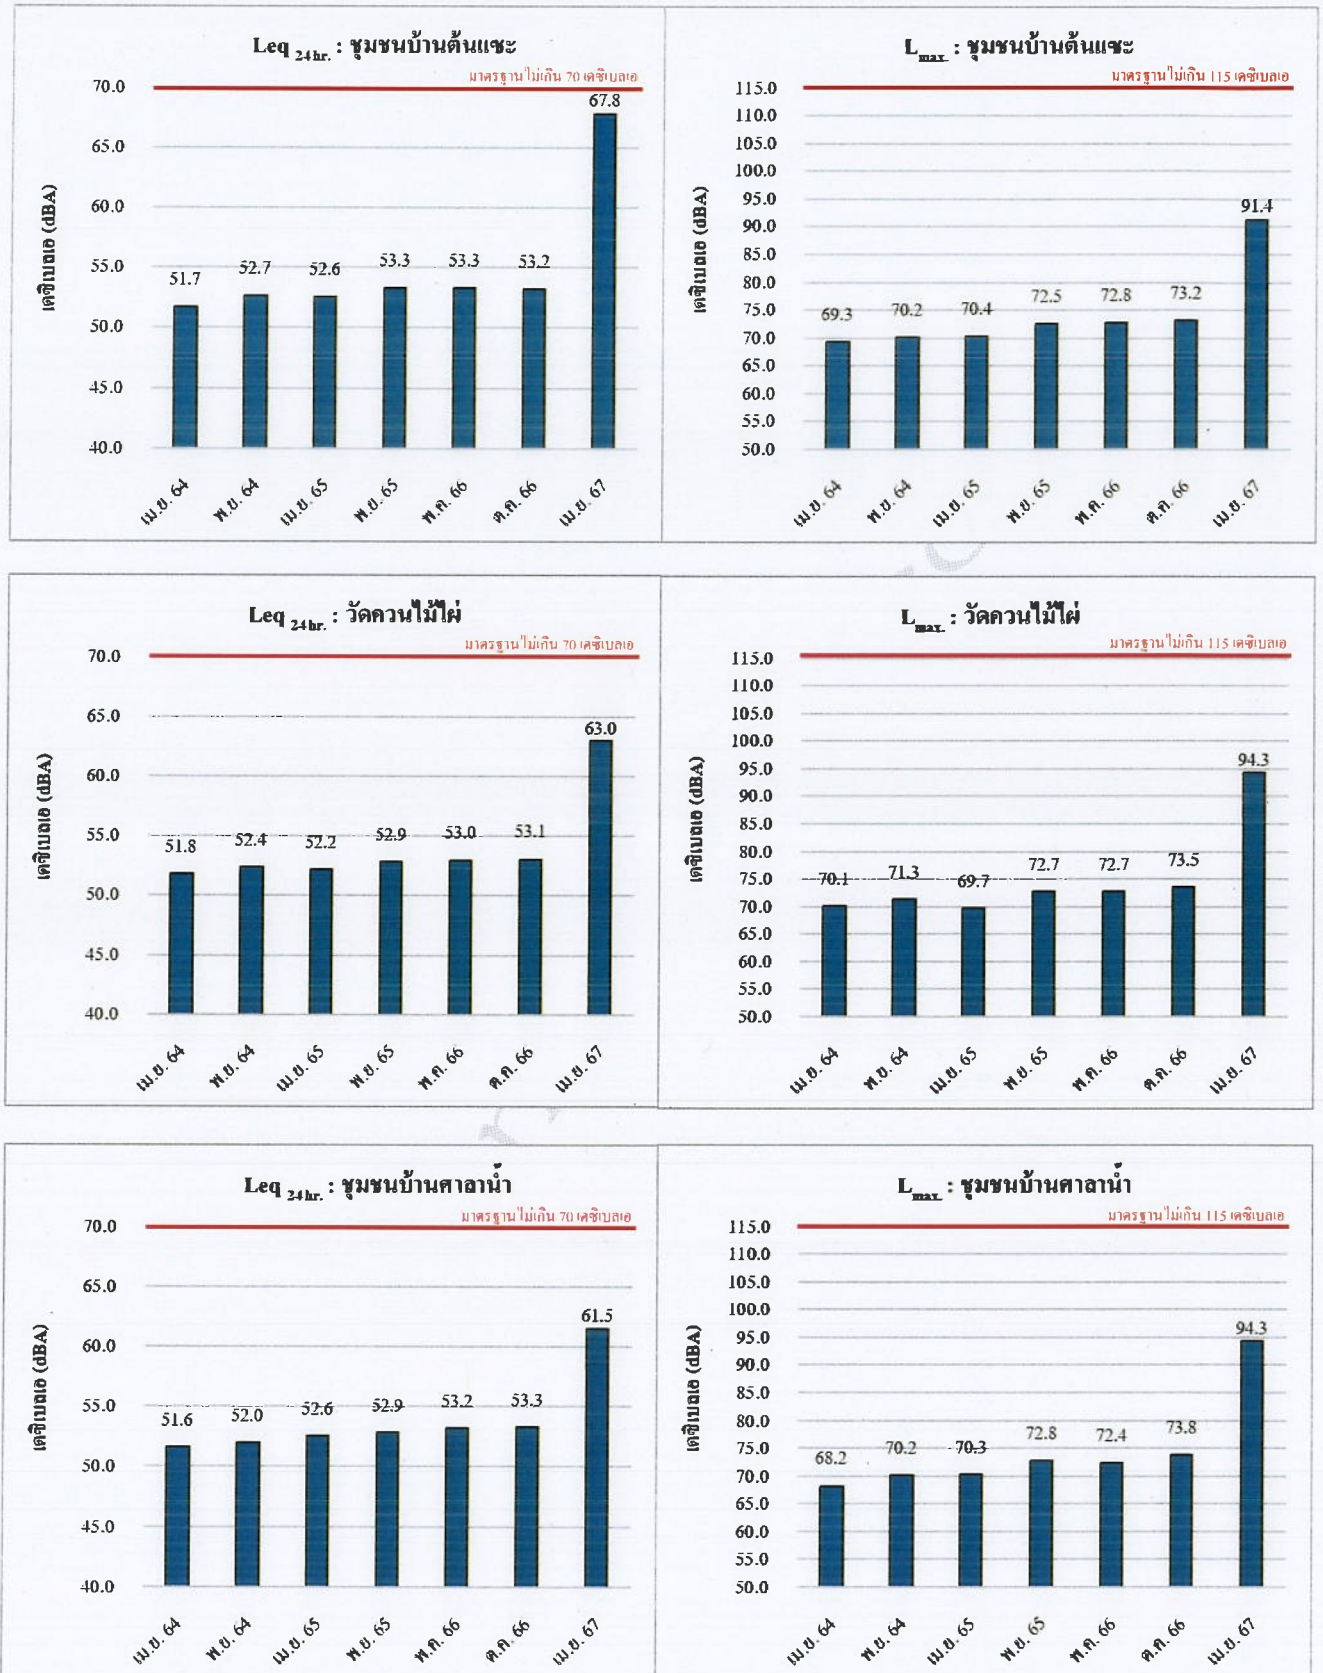 Leq 24hr. : ชุมชนบ้านต้นแซะ
มาตรฐานไม่เกิน 70 เดซิเบลเอ
เดซิเบลเอ (dBA)
70.0
65.0
60.0
55.0
50.0
45.0
40.0
51.7 52.7 52.6 53.3 53.3 53.2 67.8
เม.ย. 64 พ.ย. 64 เม.ย. 65 พ.ย. 65 พ.ค. 66 ต.ค. 66 เม.ย. 67
Lmax. : ชุมชนบ้านต้นแซะ
มาตรฐานไม่เกิน 115 เดซิเบลเอ
เดซิเบลเอ (dBA)
115.0
110.0
105.0
100.0
95.0
90.0
85.0
80.0
75.0
70.0
65.0
60.0
55.0
50.0
69.3 70.2 70.4 72.5 72.8 73.2 91.4
เม.ย. 64 พ.ย. 64 เม.ย. 65 พ.ย. 65 พ.ค. 66 ต.ค. 66 เม.ย. 67
Leq 24hr. : วัดควนไม้ไผ่
มาตรฐานไม่เกิน 70 เดซิเบลเอ
เดซิเบลเอ (dBA)
70.0
65.0
60.0
55.0
50.0
45.0
40.0
51.8 52.4 52.2 52.9 53.0 53.1 63.0
เม.ย. 64 พ.ย. 64 เม.ย. 65 พ.ย. 65 พ.ค. 66 ต.ค. 66 เม.ย. 67
Lmax. : วัดควนไม้ไผ่
มาตรฐานไม่เกิน 115 เดซิเบลเอ
เดซิเบลเอ (dBA)
115.0
110.0
105.0
100.0
95.0
90.0
85.0
80.0
75.0
70.0
65.0
60.0
55.0
50.0
70.1 71.3 69.7 72.7 72.7 73.5 94.3
เม.ย. 64 พ.ย. 64 เม.ย. 65 พ.ย. 65 พ.ค. 66 ต.ค. 66 เม.ย. 67
Leq 24hr. : ชุมชนบ้านศาลาน้ำ
มาตรฐานไม่เกิน 70 เดซิเบลเอ
เดซิเบลเอ (dBA)
70.0
65.0
60.0
55.0
50.0
45.0
40.0
51.6 52.0 52.6 52.9 53.2 53.3 61.5
เม.ย. 64 พ.ย. 64 เม.ย. 65 พ.ย. 65 พ.ค. 66 ต.ค. 66 เม.ย. 67
Lmax. : ชุมชนบ้านศาลาน้ำ
มาตรฐานไม่เกิน 115 เดซิเบลเอ
เดซิเบลเอ (dBA)
115.0
110.0
105.0
100.0
95.0
90.0
85.0
80.0
75.0
70.0
65.0
60.0
55.0
50.0
68.2 70.2 70.3 72.8 72.4 73.8 94.3
เม.ย. 64 พ.ย. 64 เม.ย. 65 พ.ย. 65 พ.ค. 66 ต.ค. 66 เม.ย. 67